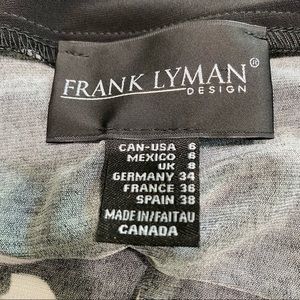 FRANK LYMAN®
DESIGN
CAN-USA 6
MEXICO 6
UK 8
GERMANY 34
FRANCE 36
SPAIN 38
MADE IN/FAIT AU
CANADA